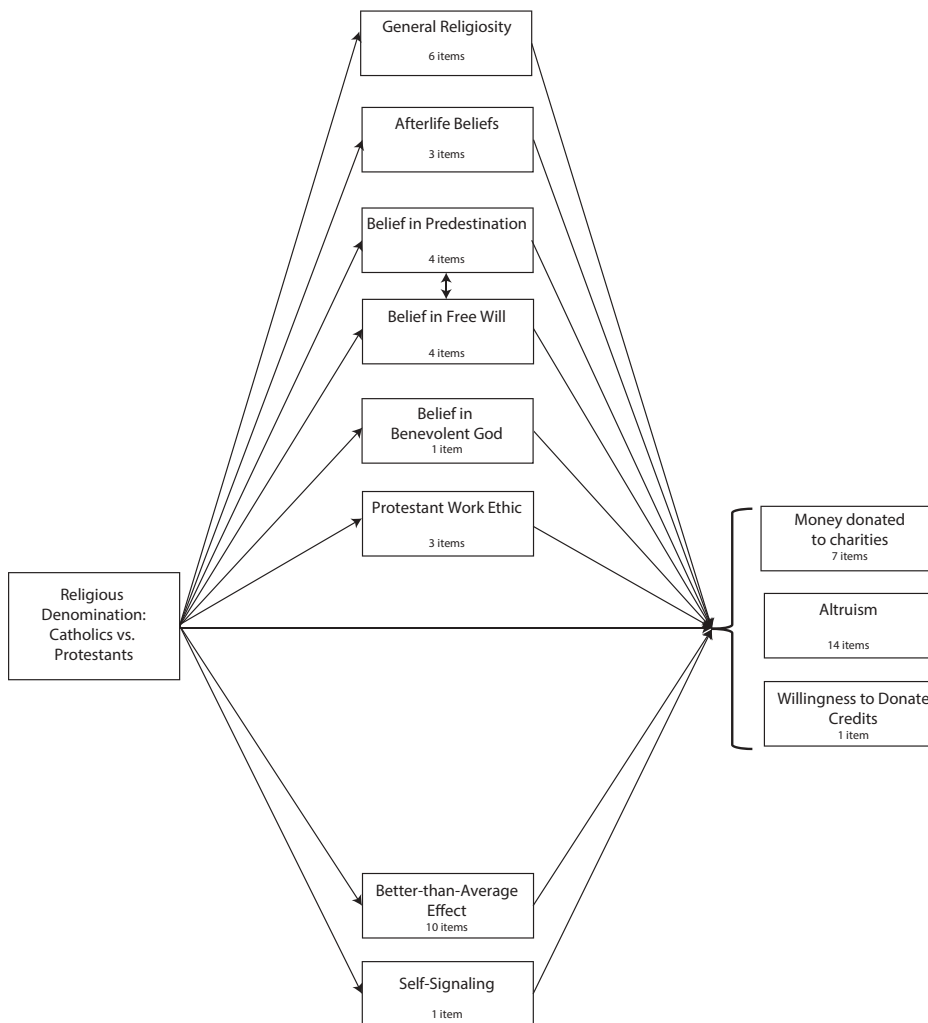 General Religiosity
6 items
Afterlife Beliefs
3 items
Belief in Predestination
4 items
Belief in Free Will
4 items
Belief in
Benevolent God
1 item
Protestant Work Ethic
3 items
Religious
Denomination:
Catholics vs.
Protestants
Money donated
to charities
7 items
Altruism
14 items
Willingness to Donate
Credits
1 item
Better-than-Average
Effect
10 items
Self-Signaling
1 item